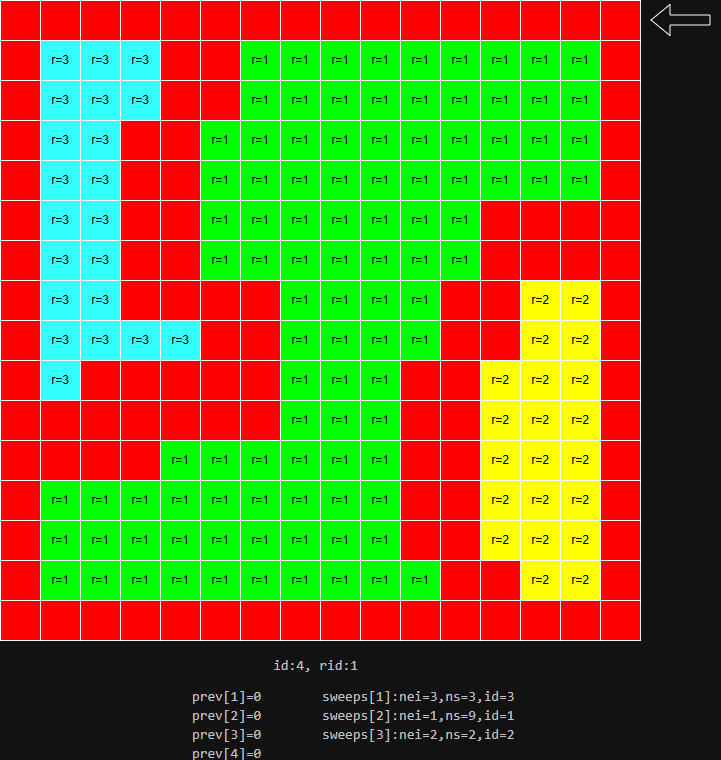 r=3 r=3 r=3 r=1 r=1 r=1 r=1 r=1 r=1 r=1 r=1 r=1
r=3 r=3 r=3 r=1 r=1 r=1 r=1 r=1 r=1 r=1 r=1 r=1
r=3 r=3 r=1 r=1 r=1 r=1 r=1 r=1 r=1 r=1 r=1 r=1
r=3 r=3 r=1 r=1 r=1 r=1 r=1 r=1 r=1 r=1 r=1 r=1
r=3 r=3 r=1 r=1 r=1 r=1 r=1 r=1 r=1
r=3 r=3 r=1 r=1 r=1 r=1 r=1 r=1 r=1
r=3 r=3 r=1 r=1 r=1 r=1 r=2 r=2
r=3 r=3 r=3 r=3 r=1 r=1 r=1 r=1 r=2 r=2
r=3 r=1 r=1 r=1 r=2 r=2 r=2
r=1 r=1 r=1 r=2 r=2 r=2
r=1 r=1 r=1 r=1 r=1 r=1 r=2 r=2 r=2
r=1 r=1 r=1 r=1 r=1 r=1 r=1 r=1 r=1 r=2 r=2 r=2
r=1 r=1 r=1 r=1 r=1 r=1 r=1 r=1 r=1 r=2 r=2 r=2
r=1 r=1 r=1 r=1 r=1 r=1 r=1 r=1 r=1 r=1 r=2 r=2
id:4, rid:1
prev[1]=0 sweeps[1]:nei=3,ns=3,id=3
prev[2]=0 sweeps[2]:nei=1,ns=9,id=1
prev[3]=0 sweeps[3]:nei=2,ns=2,id=2
prev[4]=0